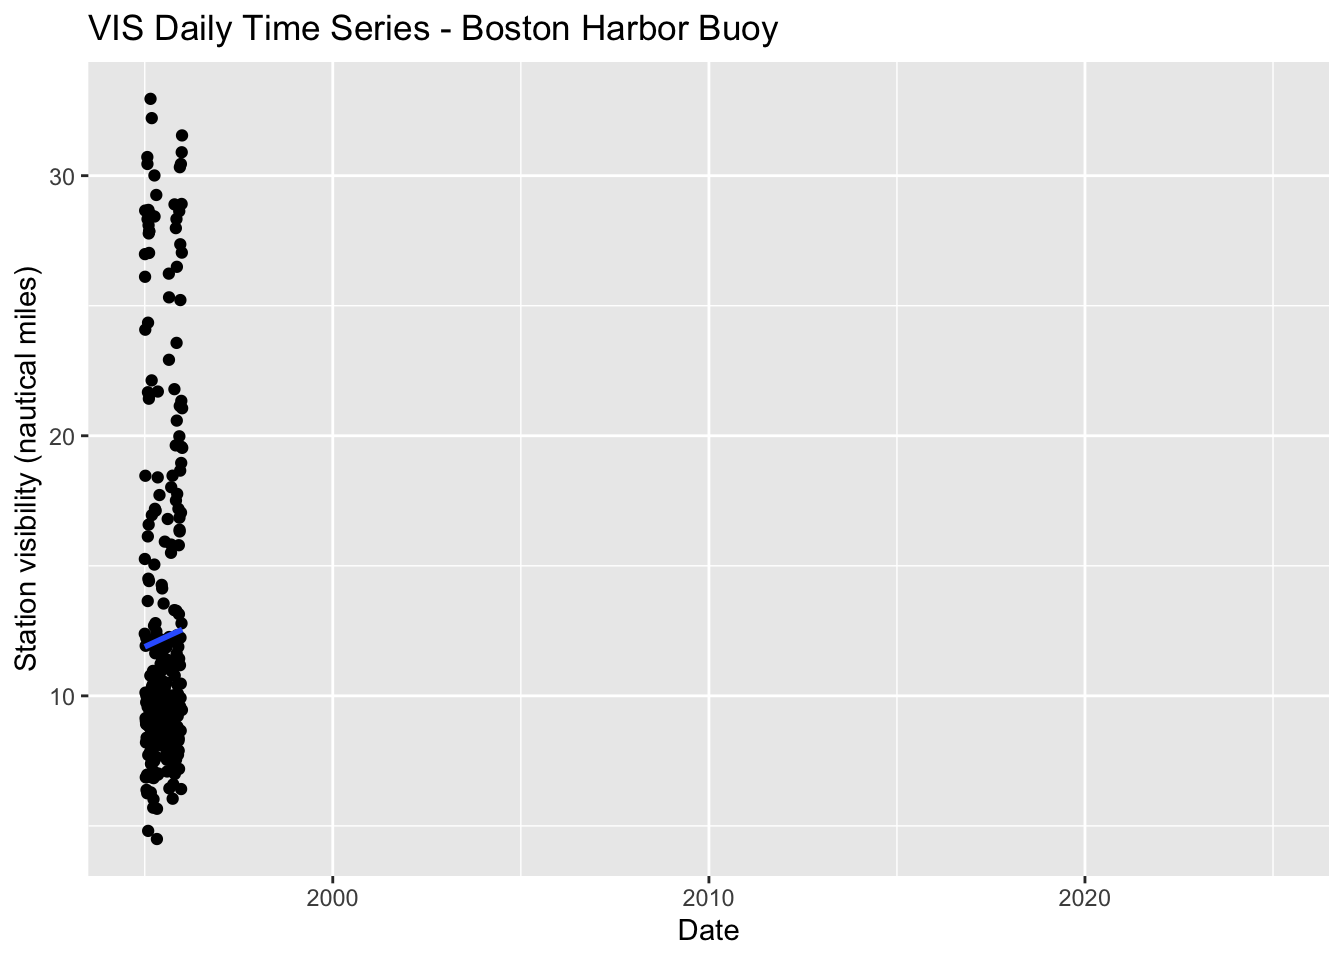 VIS Daily Time Series - Boston Harbor Buoy
Station visibility (nautical miles)
30
20
10
2000 2010 2020
Date